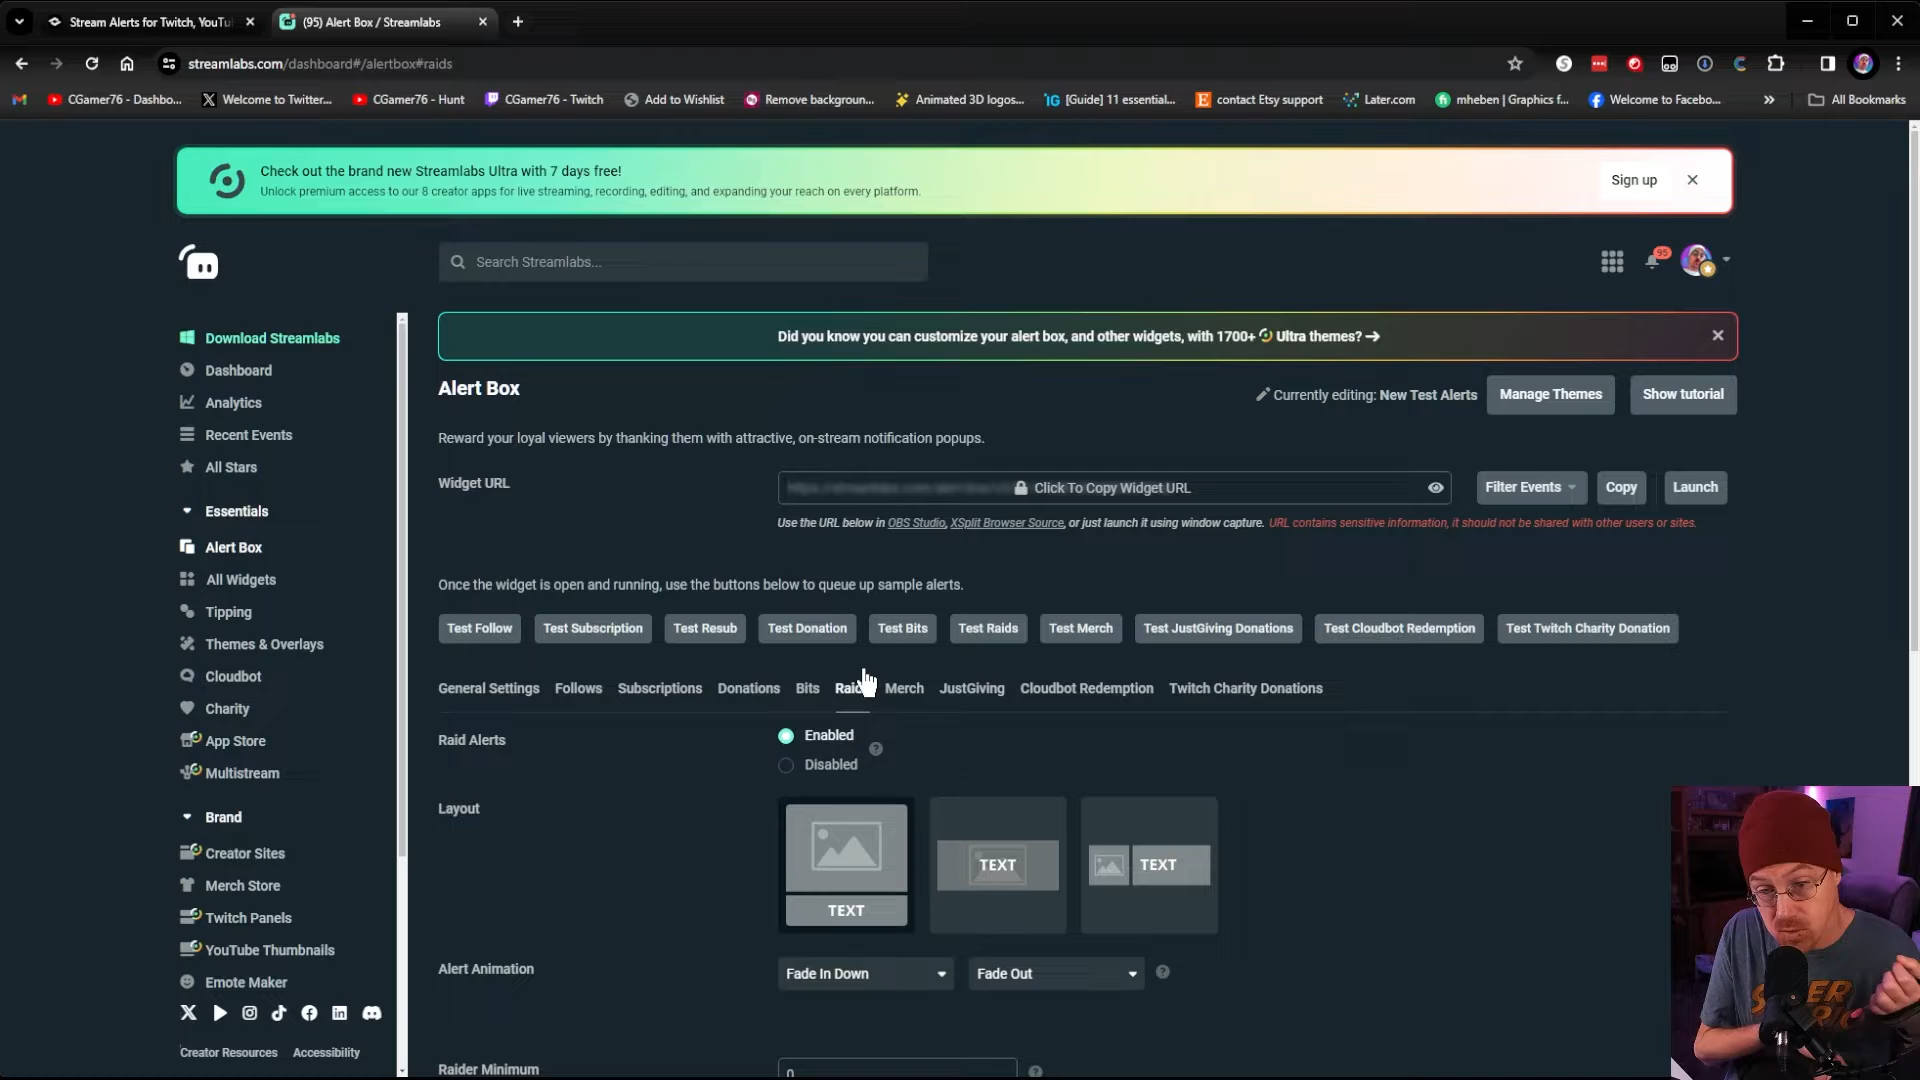 Stream Alerts for Twitch, YouTu
(95) Alert Box / Streamlabs
streamlabs.com/dashboard#/alertbox#raids
CGamer76 - Dashbo...
Welcome to Twitter...
CGamer76 - Hunt
CGamer76 - Twitch
Add to Wishlist
Remove backgroun...
Animated 3D logos...
[Guide] 11 essential...
contact Etsy support
Later.com
mheben | Graphics f...
Welcome to Facebo...
All Bookmarks
Check out the brand new Streamlabs Ultra with 7 days free!
Unlock premium access to our 8 creator apps for live streaming, recording, editing, and expanding your reach on every platform.
Sign up
Search Streamlabs...
95
Download Streamlabs
Dashboard
Analytics
Recent Events
All Stars
Essentials
Alert Box
All Widgets
Tipping
Themes & Overlays
Cloudbot
Charity
App Store
Multistream
Brand
Creator Sites
Merch Store
Twitch Panels
YouTube Thumbnails
Emote Maker
Creator Resources Accessibility
Did you know you can customize your alert box, and other widgets, with 1700+ Ultra themes? →
Alert Box
Currently editing: New Test Alerts
Manage Themes
Show tutorial
Reward your loyal viewers by thanking them with attractive, on-stream notification popups.
Widget URL
Click To Copy Widget URL
Filter Events
Copy
Launch
Use the URL below in OBS Studio, XSplit Browser Source, or just launch it using window capture. URL contains sensitive information, it should not be shared with other users or sites.
Once the widget is open and running, use the buttons below to queue up sample alerts.
Test Follow
Test Subscription
Test Resub
Test Donation
Test Bits
Test Raids
Test Merch
Test JustGiving Donations
Test Cloudbot Redemption
Test Twitch Charity Donation
General Settings
Follows
Subscriptions
Donations
Bits
Merch
JustGiving
Cloudbot Redemption
Twitch Charity Donations
Raid Alerts
Enabled
Disabled
Layout
TEXT
TEXT
TEXT
Alert Animation
Fade In Down
Fade Out
Raider Minimum
0